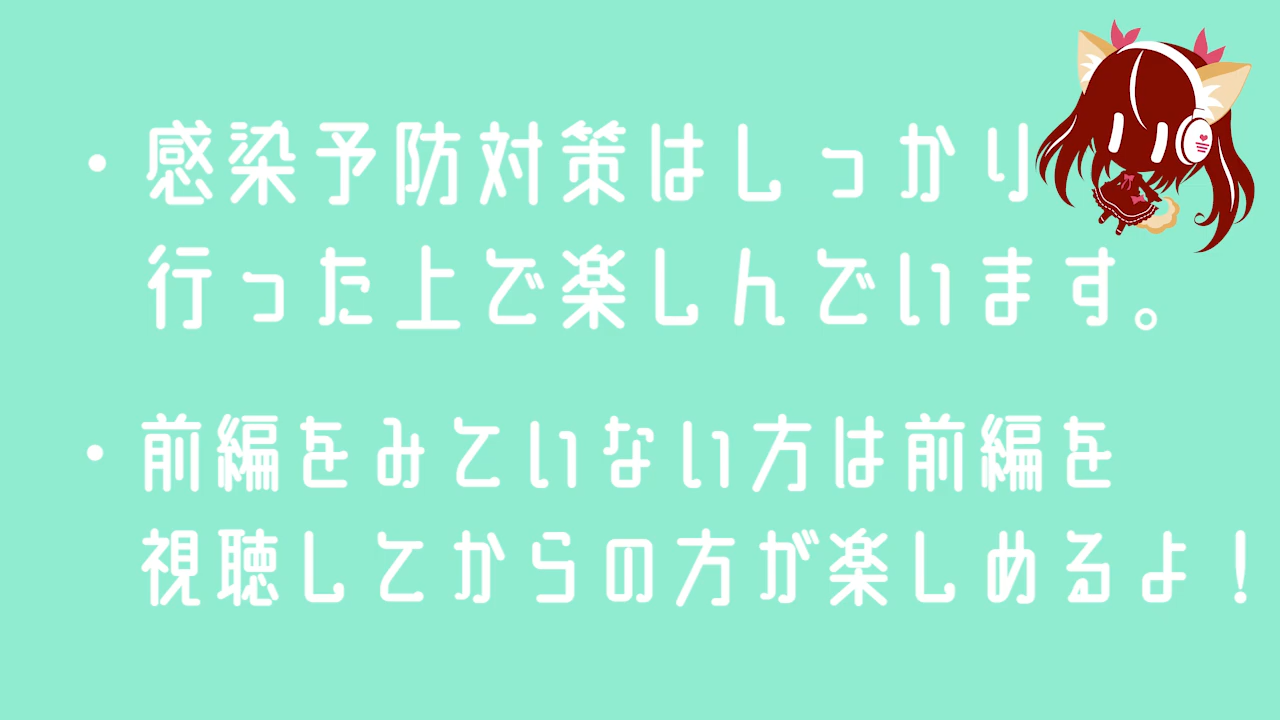 ・感染予防対策はしっかり
行った上で楽しんでいます。
・前編をみていない方は前編を
視聴してからの方が楽しめるよ！